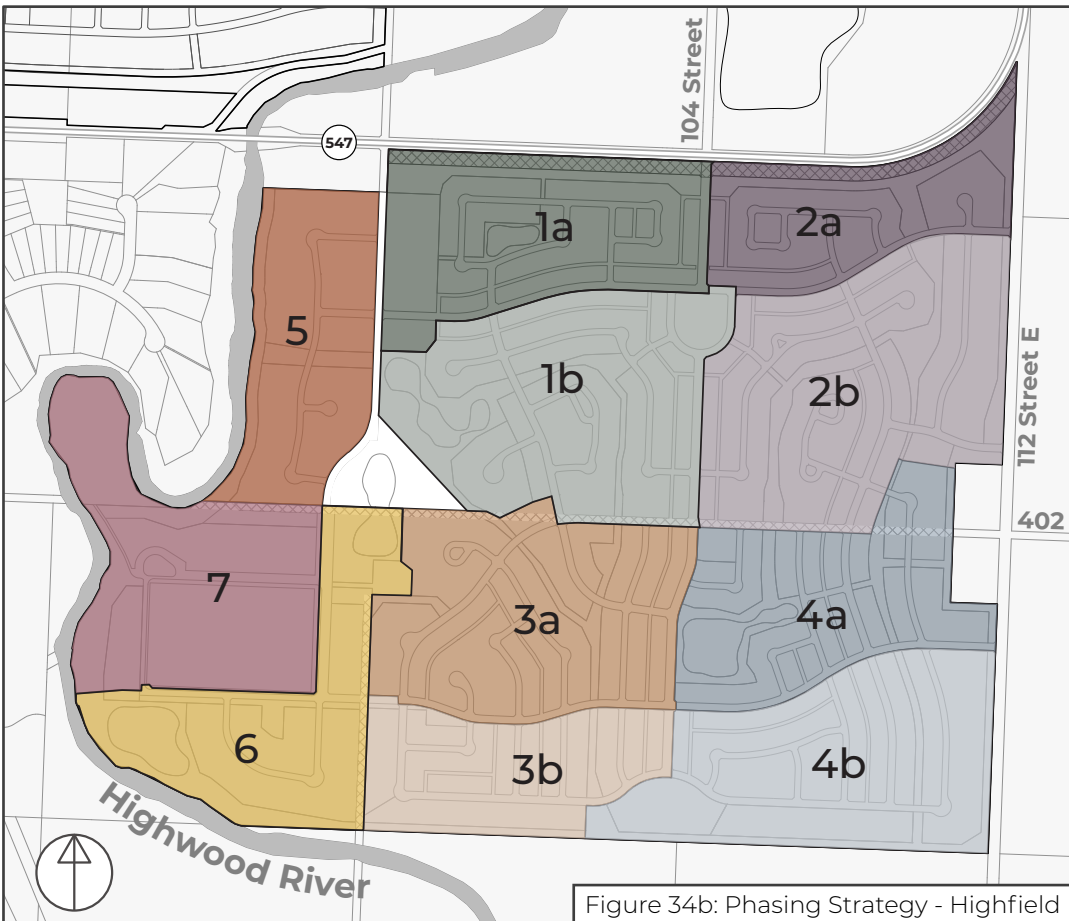 104 Street
547
1a
2a
5
1b
2b
112 Street E
402
7
3a
4a
6
3b
4b
Highwood River
Figure 34b: Phasing Strategy - Highfield